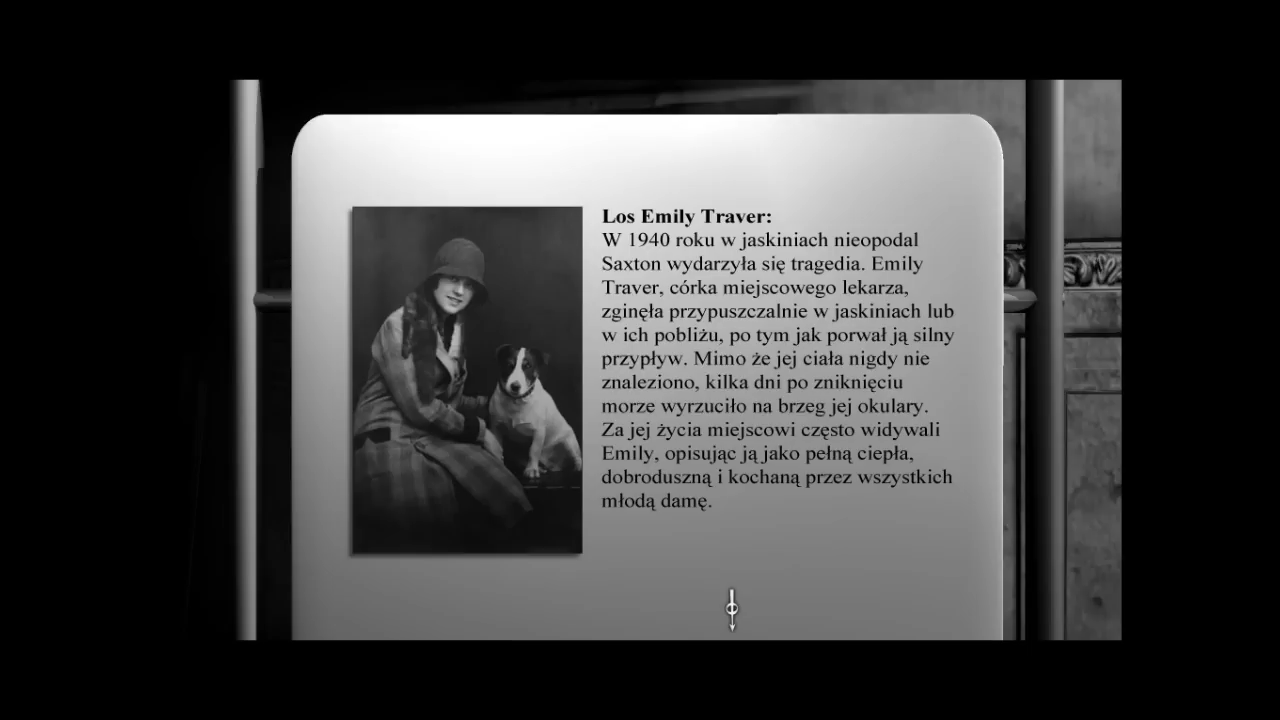 Los Emily Traver:
W 1940 roku w jaskiniach nieopodal
Saxton wydarzyła się tragedia. Emily
Traver, córka miejscowego lekarza,
zginęła przypuszczalnie w jaskiniach lub
w ich pobliżu, po tym jak porwał ją silny
przypływ. Mimo że jej ciała nigdy nie
znaleziono, kilka dni po zniknięciu
morze wyrzuciło na brzeg jej okulary.
Za jej życia miejscowi często widywali
Emily, opisując ją jako pełną ciepła,
dobroduszną i kochaną przez wszystkich
młodą damę.